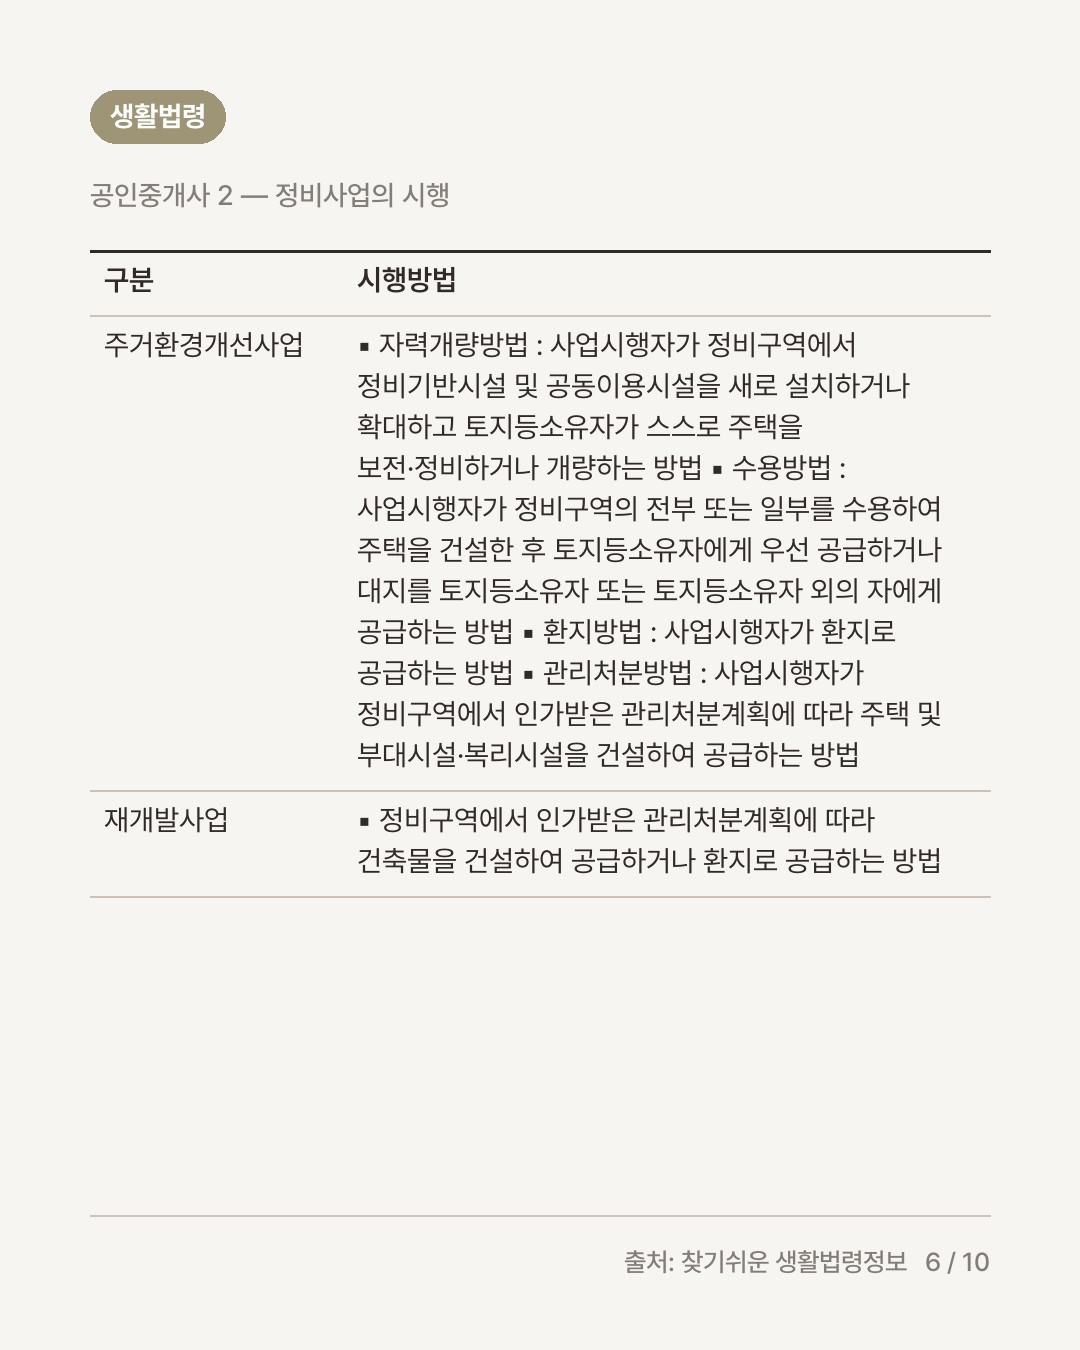 생활법령
공인중개사 2 — 정비사업의 시행
구분 시행방법
주거환경개선사업 ▪ 자력개량방법 : 사업시행자가 정비구역에서
정비기반시설 및 공동이용시설을 새로 설치하거나
확대하고 토지등소유자가 스스로 주택을
보전·정비하거나 개량하는 방법 ▪ 수용방법 :
사업시행자가 정비구역의 전부 또는 일부를 수용하여
주택을 건설한 후 토지등소유자에게 우선 공급하거나
대지를 토지등소유자 또는 토지등소유자 외의 자에게
공급하는 방법 ▪ 환지방법 : 사업시행자가 환지로
공급하는 방법 ▪ 관리처분방법 : 사업시행자가
정비구역에서 인가받은 관리처분계획에 따라 주택 및
부대시설·복리시설을 건설하여 공급하는 방법
재개발사업 ▪ 정비구역에서 인가받은 관리처분계획에 따라
건축물을 건설하여 공급하거나 환지로 공급하는 방법
출처: 찾기쉬운 생활법령정보 6 / 10